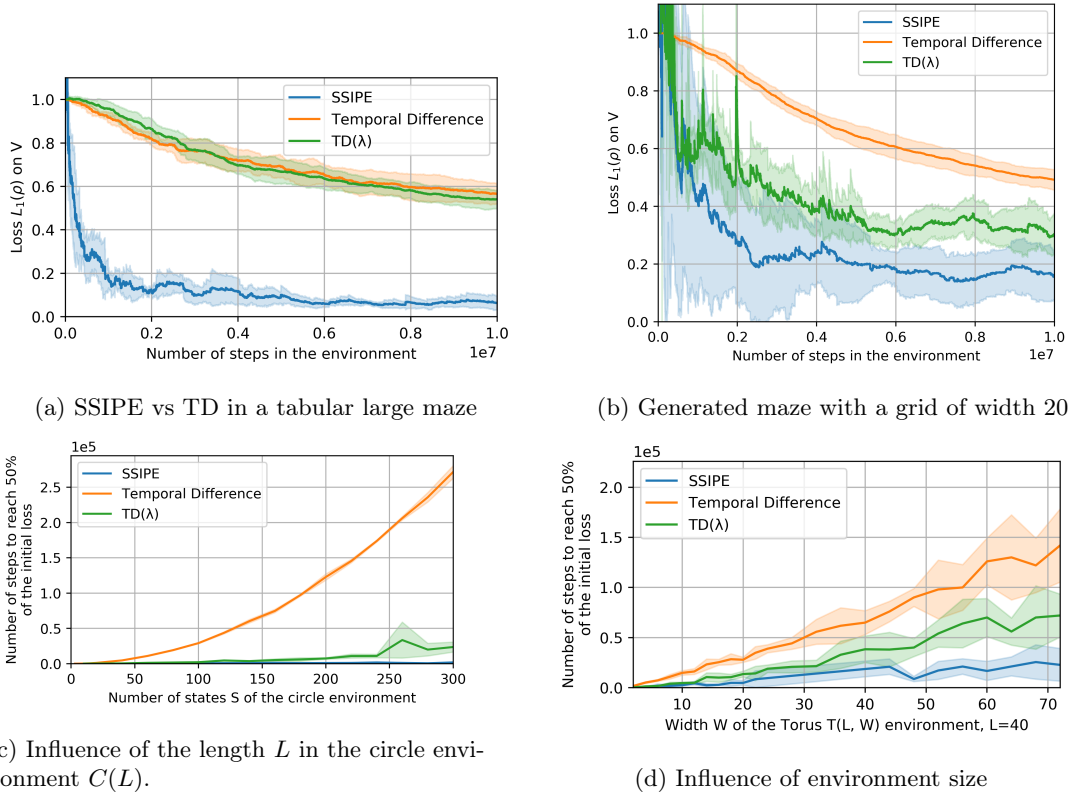 Loss L₁(ρ) on V
1.0
0.8
0.6
0.4
0.2
0.0
SSIPE
Temporal Difference
TD(λ)
0.0 0.2 0.4 0.6 0.8 1.0
Number of steps in the environment
1e7
(a) SSIPE vs TD in a tabular large maze
Loss L₁(ρ) on V
1.0
0.8
0.6
0.4
0.2
0.0
SSIPE
Temporal Difference
TD(λ)
0.0 0.2 0.4 0.6 0.8 1.0
Number of steps in the environment
1e7
(b) Generated maze with a grid of width 20
1e5
Number of steps to reach 50%
of the initial loss
2.5
2.0
1.5
1.0
0.5
0.0
SSIPE
Temporal Difference
TD(λ)
0 50 100 150 200 250 300
Number of states S of the circle environment
c) Influence of the length L in the circle envi-
onment C(L).
1e5
Number of steps to reach 50%
of the initial loss
2.0
1.5
1.0
0.5
0.0
SSIPE
Temporal Difference
TD(λ)
10 20 30 40 50 60 70
Width W of the Torus T(L, W) environment, L=40
(d) Influence of environment size